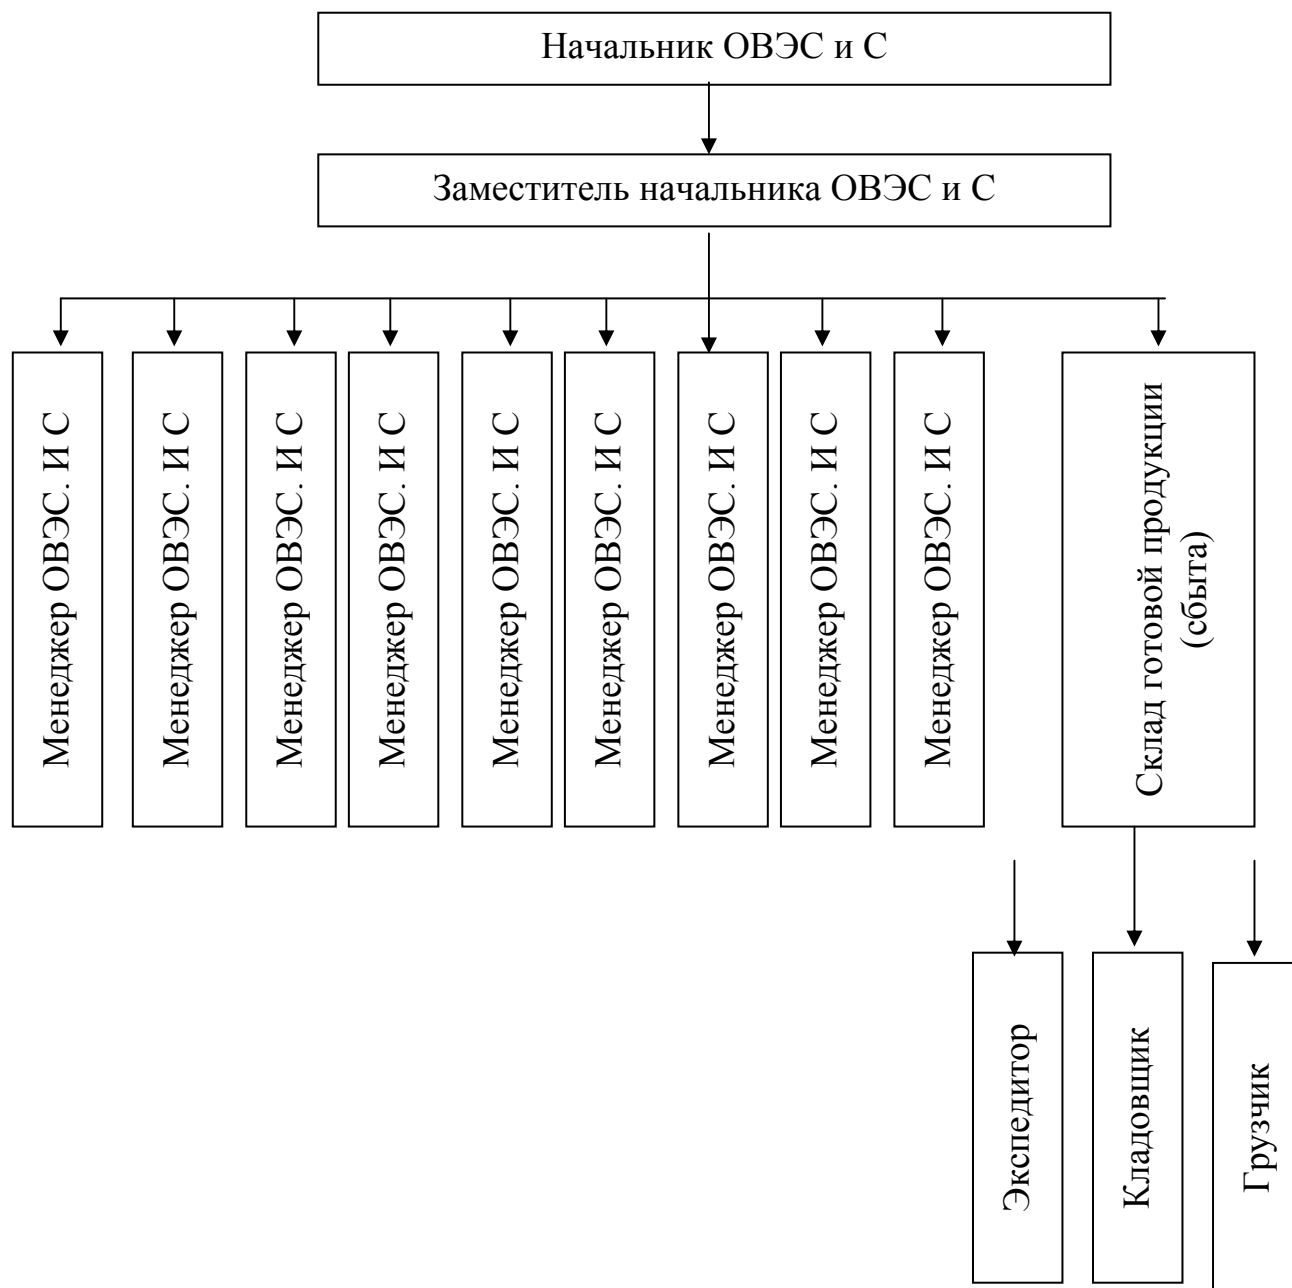 Начальник ОВЭС и С
Заместитель начальника ОВЭС и С
Менеджер ОВЭС. И С
Менеджер ОВЭС. И С
Менеджер ОВЭС. И С
Менеджер ОВЭС. И С
Менеджер ОВЭС. И С
Менеджер ОВЭС. И С
Менеджер ОВЭС. И С
Менеджер ОВЭС. И С
Менеджер ОВЭС. И С
Склад готовой продукции
(сбыта)
Экспедитор
Кладовщик
Грузчик